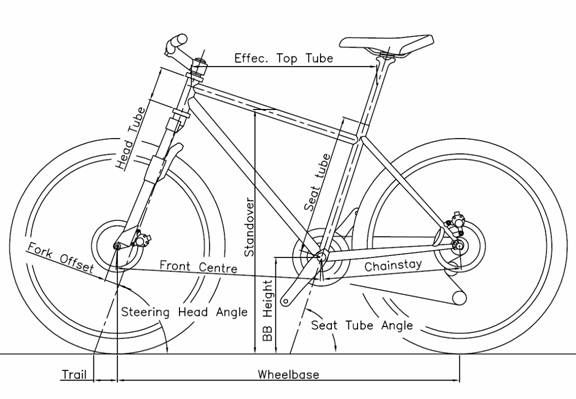 Effec. Top Tube
Head Tube
Seat tube
Standover
Fork Offset
Front Centre
Chainstay
BB Height
Steering Head Angle
Seat Tube Angle
Trail
Wheelbase